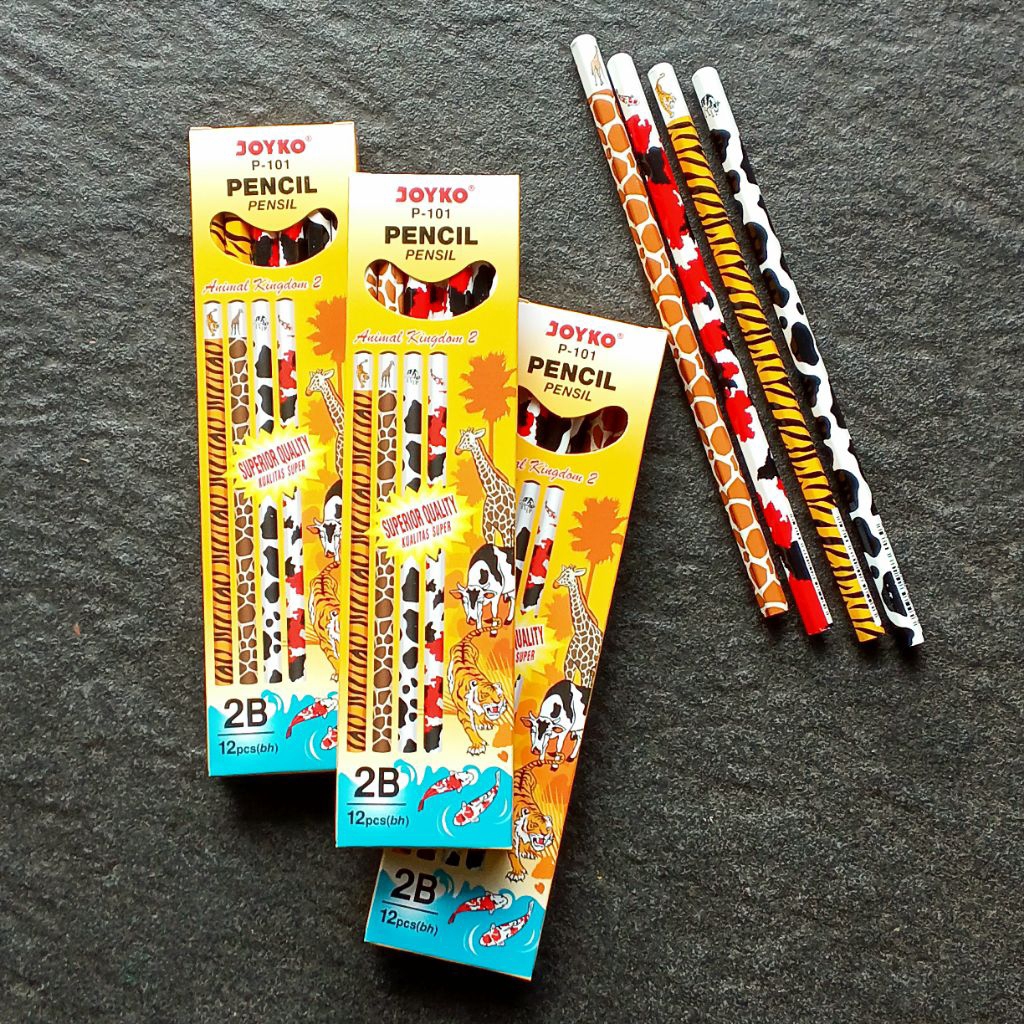 JOYKO®
P-101
PENCIL
PENSIL
Animal Kingdom 2
SUPERIOR QUALITY
KUALITAS SUPER
2B
12pcs(bh)
JOYKO®
P-101
PENCIL
PENSIL
Animal Kingdom 2
SUPERIOR QUALITY
KUALITAS SUPER
2B
12pcs(bh)
JOYKO®
P-101
PENCIL
PENSIL
Kingdom 2
UALITY
SUPER
2B
12pcs(bh)